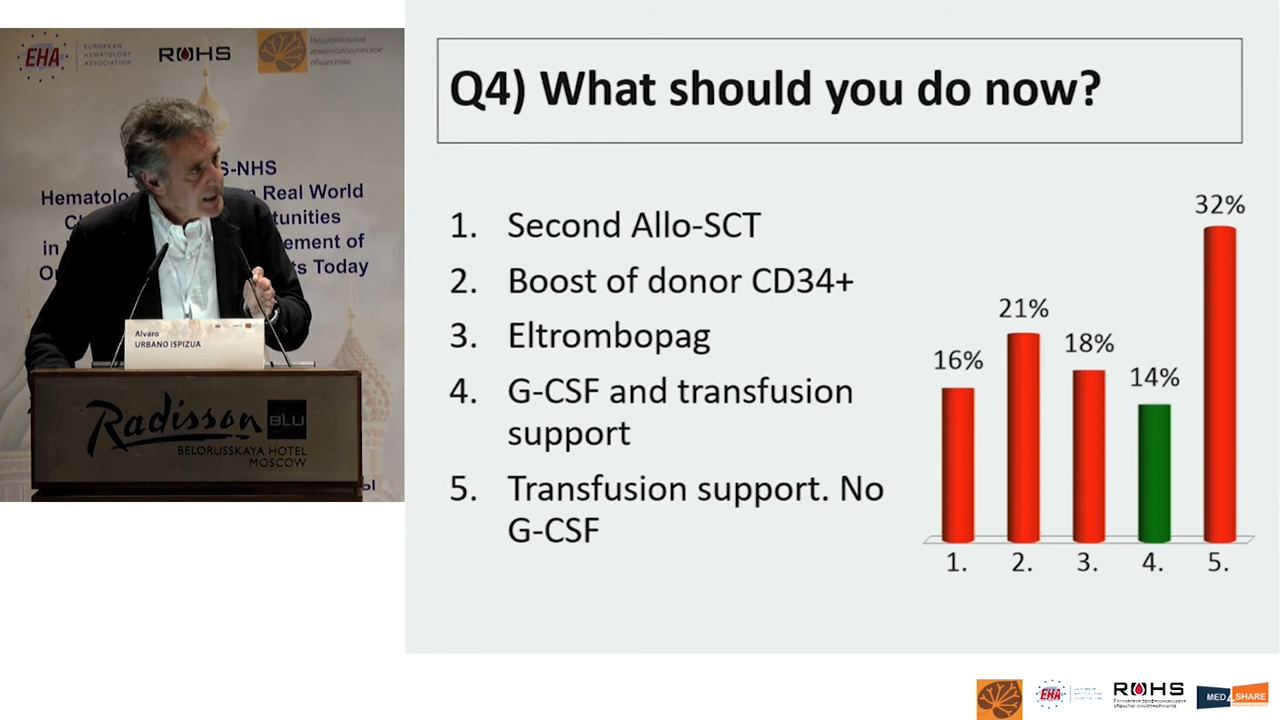 EHA
EUROPEAN
HEMATOLOGY
ASSOCIATION
ROHS
Национальное
гематологическое
общество
S-NHS
Real World
tunities
in
ement of
ts Today
Alvaro
URBANO ISPIZUA
Radisson BLU
BELORUSSKAYA HOTEL
MOSCOW
Q4) What should you do now?
1. Second Allo-SCT
2. Boost of donor CD34+
3. Eltrombopag
4. G-CSF and transfusion
support
5. Transfusion support. No
G-CSF
16%
21%
18%
14%
32%
1. 2. 3. 4. 5.
EHA
ROHS
MED SHARE